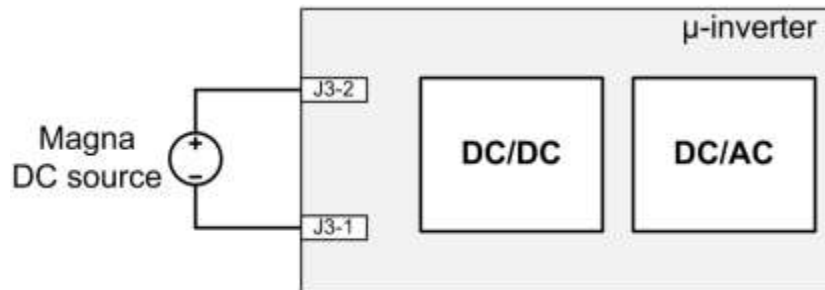 µ-inverter
J3-2
Magna
DC source
+
−
DC/DC
DC/AC
J3-1